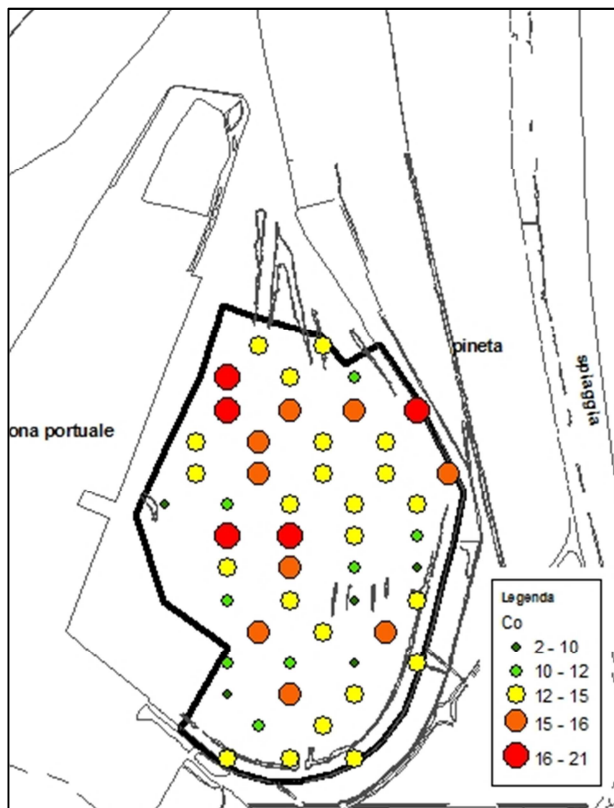 pineta
spiaggia
ona portuale
Legenda
Co
2 - 10
10 - 12
12 - 15
15 - 16
16 - 21